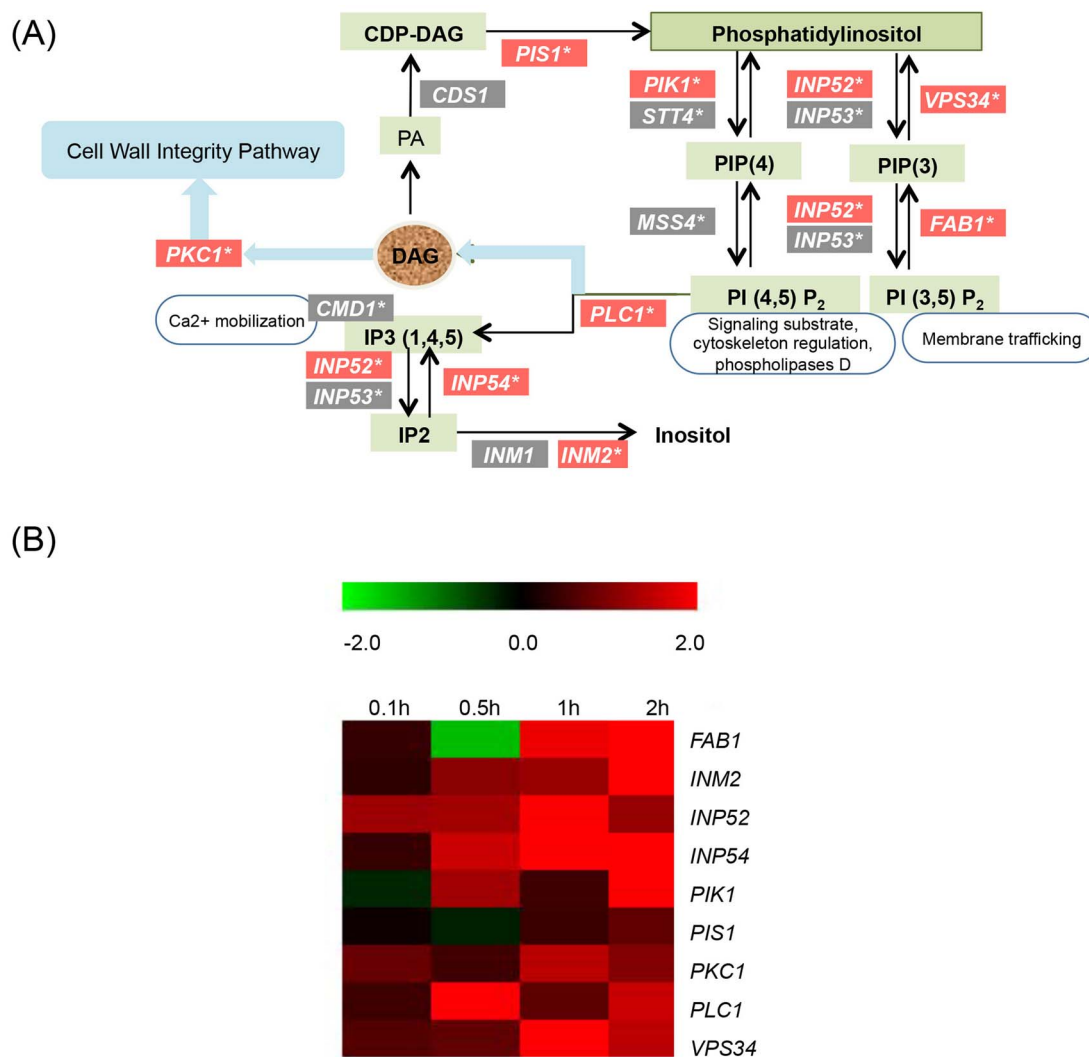 (A)
CDP-DAG
Phosphatidylinositol
PIS1*
CDS1
PIK1*
STT4*
INP52*
INP53*
VPS34*
PA
Cell Wall Integrity Pathway
PIP(4)
PIP(3)
MSS4*
INP52*
INP53*
FAB1*
PKC1*
DAG
PLC1*
PI (4,5) P2
PI (3,5) P2
Ca2+ mobilization
CMD1*
IP3 (1,4,5)
Signaling substrate,
cytoskeleton regulation,
phospholipases D
Membrane trafficking
INP52*
INP53*
INP54*
IP2
Inositol
INM1
INM2*
(B)
-2.0 0.0 2.0
0.1h 0.5h 1h 2h
FAB1
INM2
INP52
INP54
PIK1
PIS1
PKC1
PLC1
VPS34